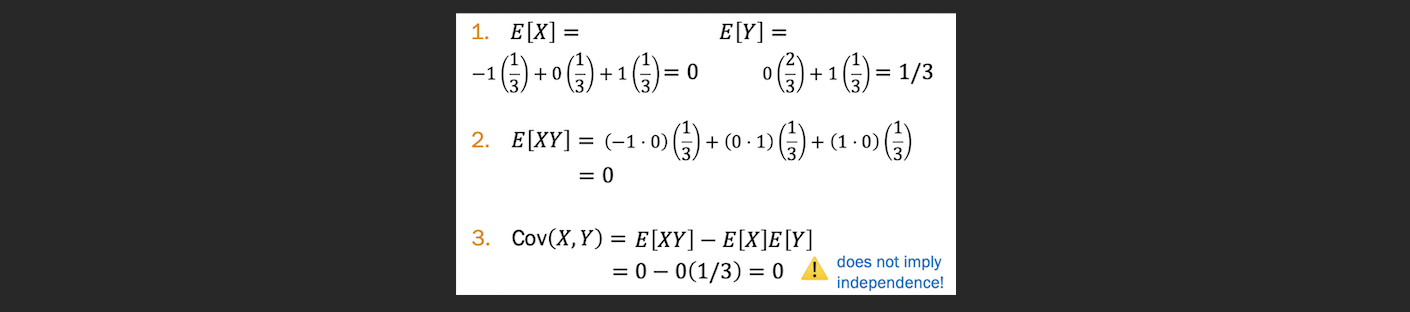 1. E[X] = E[Y] =
−1(1/3) + 0(1/3) + 1(1/3) = 0 0(2/3) + 1(1/3) = 1/3
2. E[XY] = (−1 · 0)(1/3) + (0 · 1)(1/3) + (1 · 0)(1/3)
= 0
3. Cov(X, Y) = E[XY] − E[X]E[Y]
= 0 − 0(1/3) = 0 ⚠ does not imply
independence!